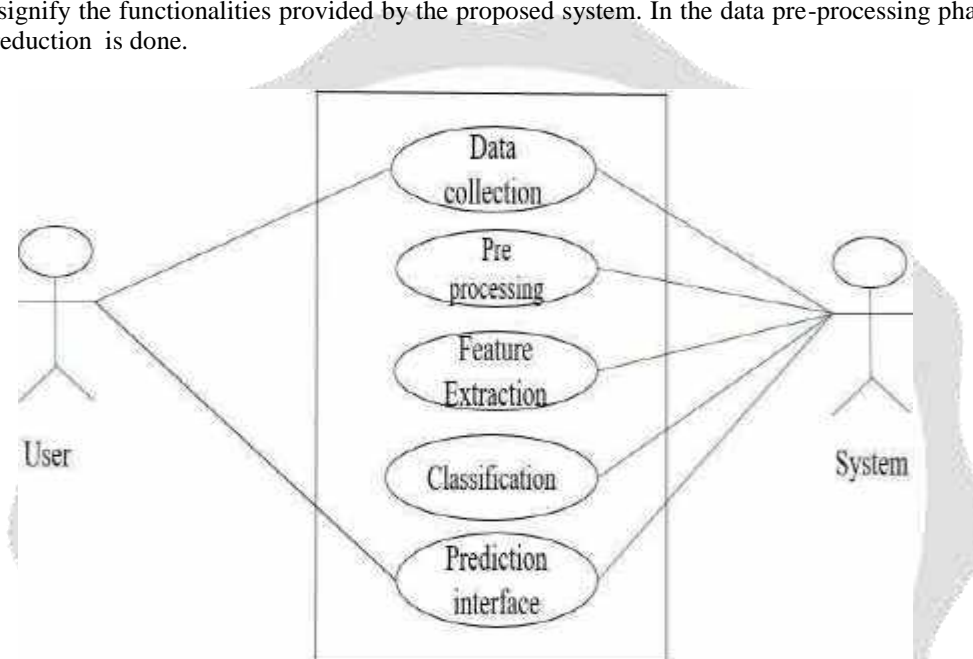 signify the functionalities provided by the proposed system. In the data pre-processing pha
eduction is done.
Data
collection
Pre
processing
Feature
Extraction
Classification
Prediction
interface
User
System